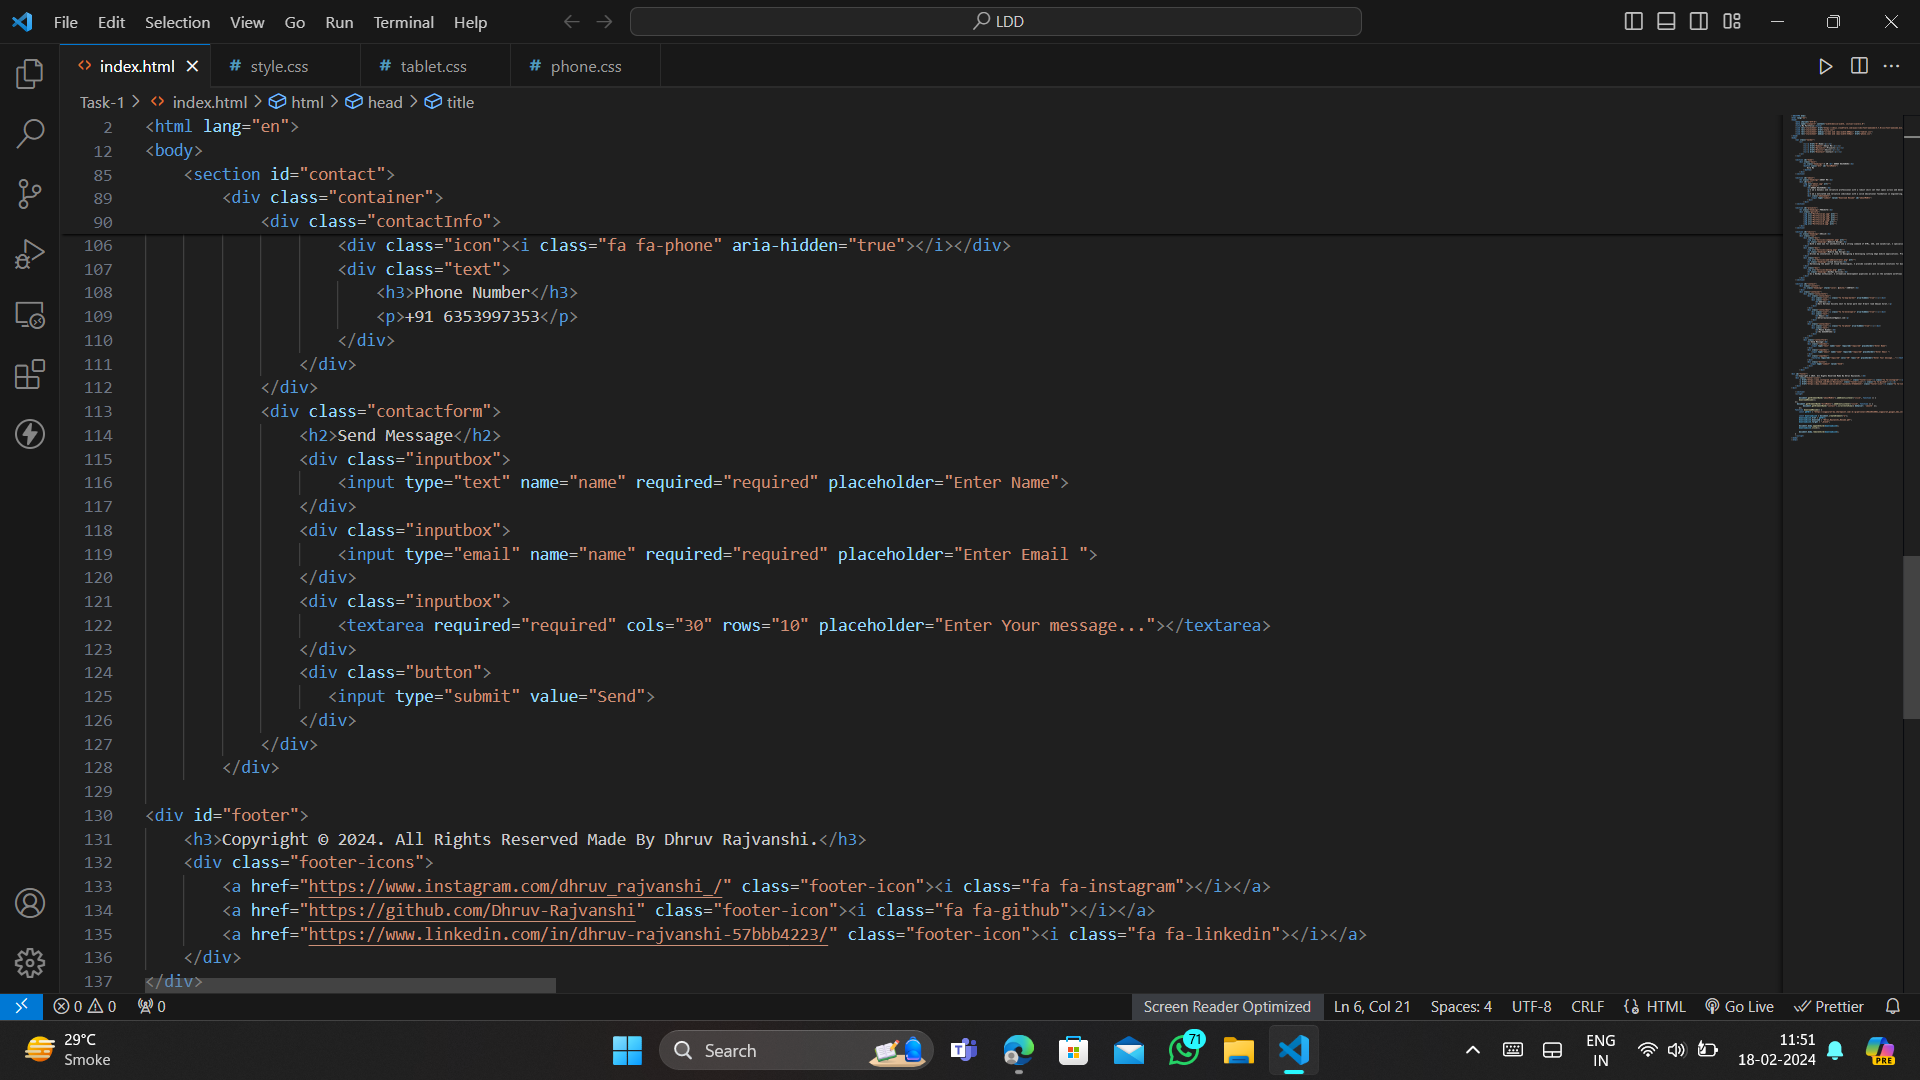 File Edit Selection View Go Run Terminal Help LDD
index.html style.css tablet.css phone.css
Task-1 > index.html > html > head > title
2 <html lang="en">
12 <body>
85 <section id="contact">
89 <div class="container">
90 <div class="contactInfo">
106 <div class="icon"><i class="fa fa-phone" aria-hidden="true"></i></div>
107 <div class="text">
108 <h3>Phone Number</h3>
109 <p>+91 6353997353</p>
110 </div>
111 </div>
112 </div>
113 <div class="contactform">
114 <h2>Send Message</h2>
115 <div class="inputbox">
116 <input type="text" name="name" required="required" placeholder="Enter Name">
117 </div>
118 <div class="inputbox">
119 <input type="email" name="name" required="required" placeholder="Enter Email ">
120 </div>
121 <div class="inputbox">
122 <textarea required="required" cols="30" rows="10" placeholder="Enter Your message..."></textarea>
123 </div>
124 <div class="button">
125 <input type="submit" value="Send">
126 </div>
127 </div>
128 </div>
129
130 <div id="footer">
131 <h3>Copyright © 2024. All Rights Reserved Made By Dhruv Rajvanshi.</h3>
132 <div class="footer-icons">
133 <a href="https://www.instagram.com/dhruv_rajvanshi_/" class="footer-icon"><i class="fa fa-instagram"></i></a>
134 <a href="https://github.com/Dhruv-Rajvanshi" class="footer-icon"><i class="fa fa-github"></i></a>
135 <a href="https://www.linkedin.com/in/dhruv-rajvanshi-57bbb4223/" class="footer-icon"><i class="fa fa-linkedin"></i></a>
136 </div>
137 </div>
0 0 0 Screen Reader Optimized Ln 6, Col 21 Spaces: 4 UTF-8 CRLF {} HTML Go Live Prettier
29°C
Smoke
Search
71
ENG
IN
11:51
18-02-2024
PRE